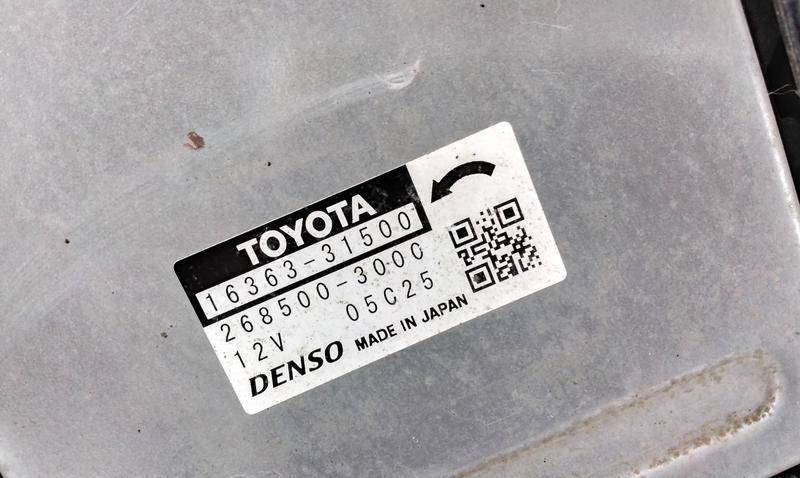 TOYOTA
16363-31500
268500-3000
12V 05C25
DENSO MADE IN JAPAN